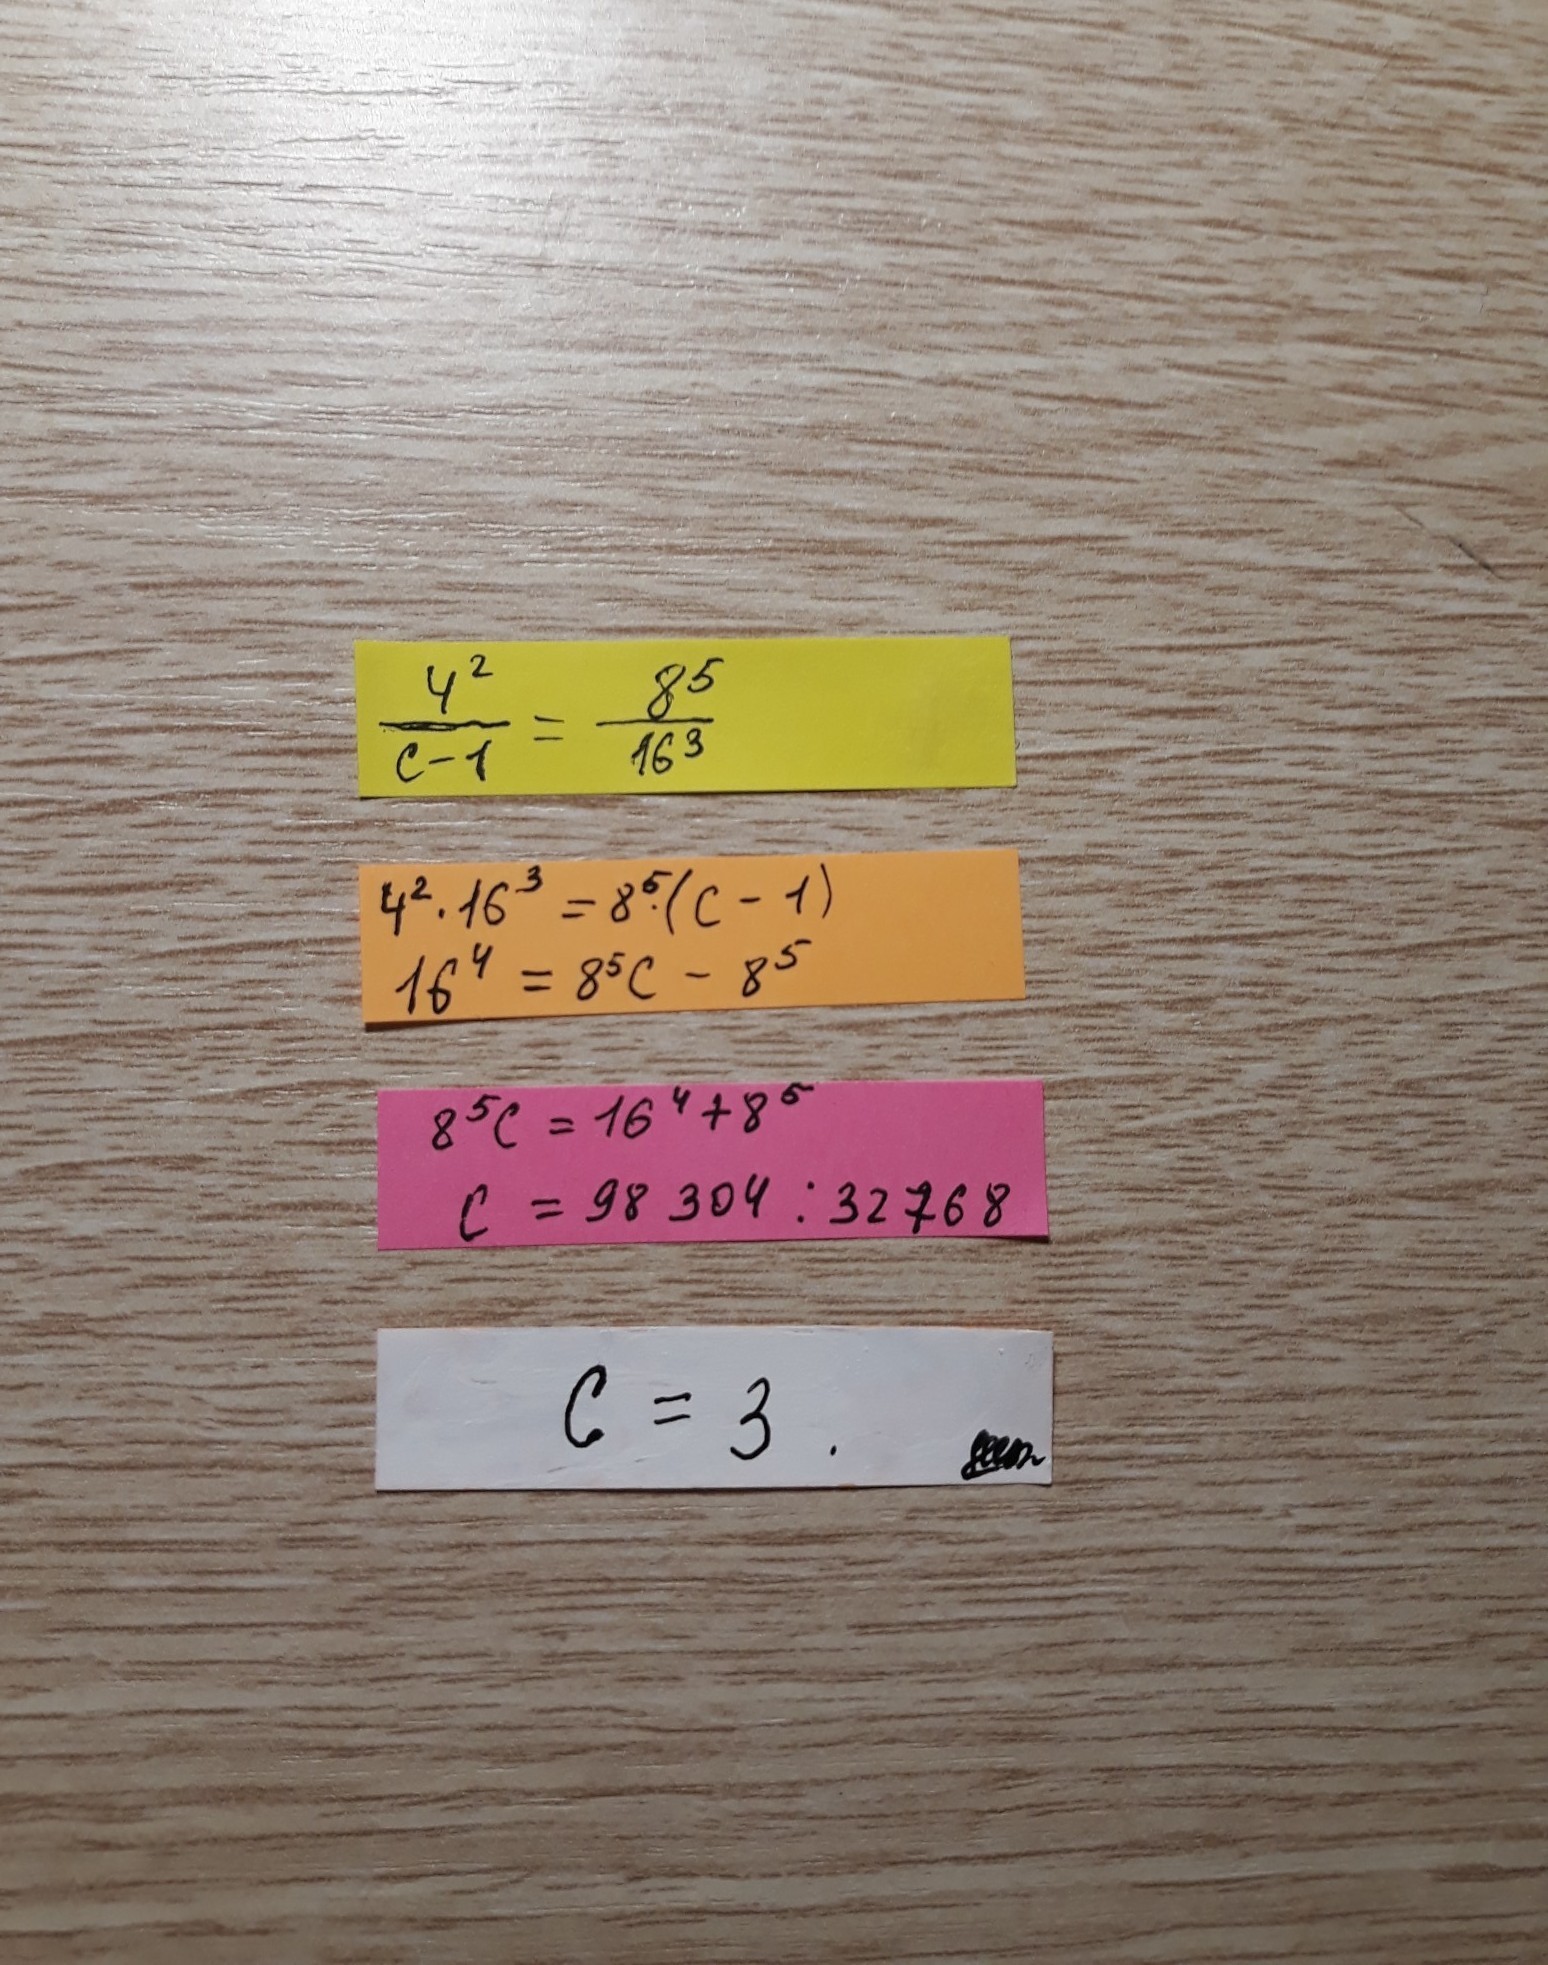 4²/(c-1) = 8⁵/16³
4²·16³ = 8⁵·(c - 1)
16⁴ = 8⁵c - 8⁵
8⁵c = 16⁴ + 8⁵
c = 98 304 : 32768
C = 3.